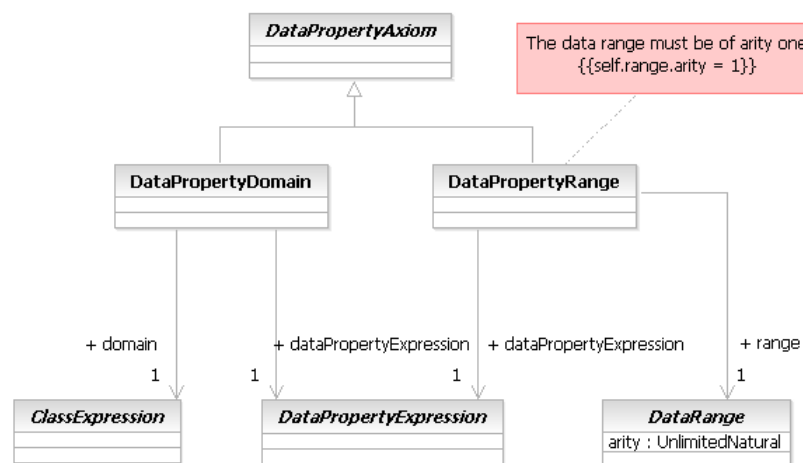 DataPropertyAxiom
The data range must be of arity one
{{self.range.arity = 1}}
DataPropertyDomain
DataPropertyRange
+ domain
+ dataPropertyExpression
+ dataPropertyExpression
+ range
1
1
1
1
ClassExpression
DataPropertyExpression
DataRange
arity : UnlimitedNatural